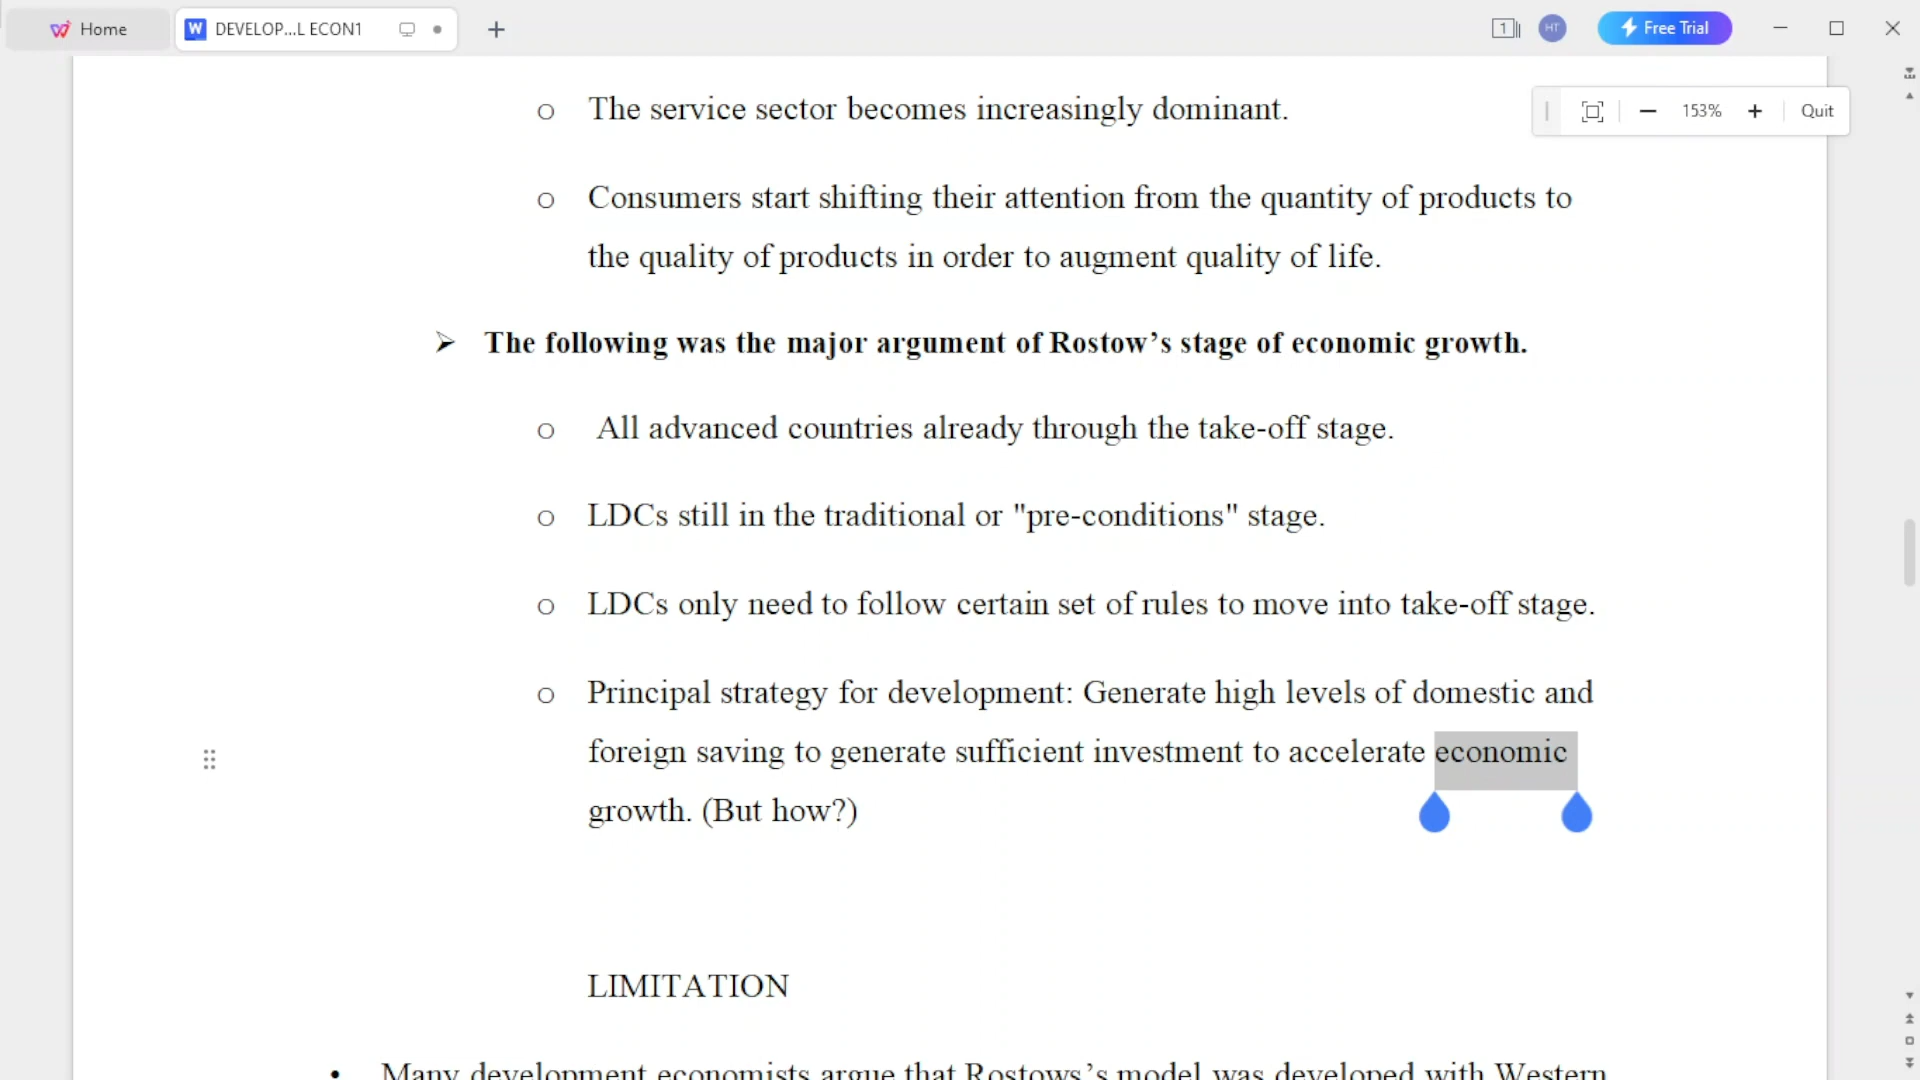 Home
DEVELOP...L ECON1
1
HT
Free Trial
153%
Quit
o The service sector becomes increasingly dominant.
o Consumers start shifting their attention from the quantity of products to
the quality of products in order to augment quality of life.
➢ The following was the major argument of Rostow’s stage of economic growth.
o All advanced countries already through the take-off stage.
o LDCs still in the traditional or "pre-conditions" stage.
o LDCs only need to follow certain set of rules to move into take-off stage.
o Principal strategy for development: Generate high levels of domestic and
foreign saving to generate sufficient investment to accelerate economic
growth. (But how?)
LIMITATION
• Many development economists argue that Rostows’s model was developed with Western